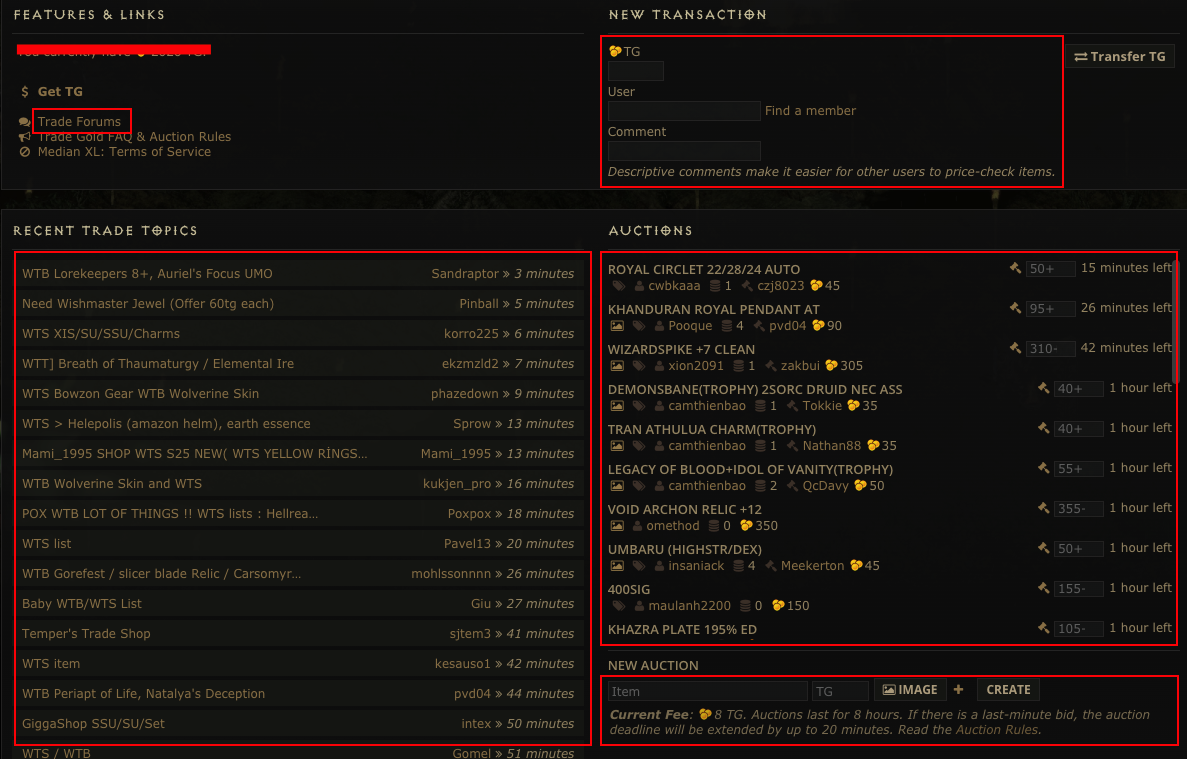 FEATURES & LINKS
$ Get TG
Trade Forums
Trade Gold FAQ & Auction Rules
Median XL: Terms of Service
NEW TRANSACTION
TG
Transfer TG
User
Find a member
Comment
Descriptive comments make it easier for other users to price-check items.
RECENT TRADE TOPICS
WTB Lorekeepers 8+, Auriel's Focus UMO Sandraptor » 3 minutes
Need Wishmaster Jewel (Offer 60tg each) Pinball » 5 minutes
WTS XIS/SU/SSU/Charms korro225 » 6 minutes
WTT] Breath of Thaumaturgy / Elemental Ire ekzmzld2 » 7 minutes
WTS Bowzon Gear WTB Wolverine Skin phazedown » 9 minutes
WTS > Helepolis (amazon helm), earth essence Sprow » 13 minutes
Mami_1995 SHOP WTS S25 NEW( WTS YELLOW RİNGS... Mami_1995 » 13 minutes
WTB Wolverine Skin and WTS kukjen_pro » 16 minutes
POX WTB LOT OF THINGS !! WTS lists : Hellrea... Poxpox » 18 minutes
WTS list Pavel13 » 20 minutes
WTB Gorefest / slicer blade Relic / Carsomyr... mohlssonnnn » 26 minutes
Baby WTB/WTS List Giu » 27 minutes
Temper's Trade Shop sjtem3 » 41 minutes
WTS item kesauso1 » 42 minutes
WTB Periapt of Life, Natalya's Deception pvd04 » 44 minutes
GiggaShop SSU/SU/Set intex » 50 minutes
WTS / WTB Gomel » 51 minutes
AUCTIONS
ROYAL CIRCLET 22/28/24 AUTO 50+ 15 minutes left
cwbkaaa 1 czj8023 45
KHANDURAN ROYAL PENDANT AT 95+ 26 minutes left
Pooque 4 pvd04 90
WIZARDSPIKE +7 CLEAN 310- 42 minutes left
xion2091 1 zakbui 305
DEMONSBANE(TROPHY) 2SORC DRUID NEC ASS 40+ 1 hour left
camthienbao 1 Tokkie 35
TRAN ATHULUA CHARM(TROPHY) 40+ 1 hour left
camthienbao 1 Nathan88 35
LEGACY OF BLOOD+IDOL OF VANITY(TROPHY) 55+ 1 hour left
camthienbao 2 QcDavy 50
VOID ARCHON RELIC +12 355- 1 hour left
omethod 0 350
UMBARU (HIGHSTR/DEX) 50+ 1 hour left
insaniack 4 Meekerton 45
400SIG 155- 1 hour left
maulanh2200 0 150
KHAZRA PLATE 195% ED 105- 1 hour left
NEW AUCTION
Item TG IMAGE + CREATE
Current Fee: 8 TG. Auctions last for 8 hours. If there is a last-minute bid, the auction
deadline will be extended by up to 20 minutes. Read the Auction Rules.